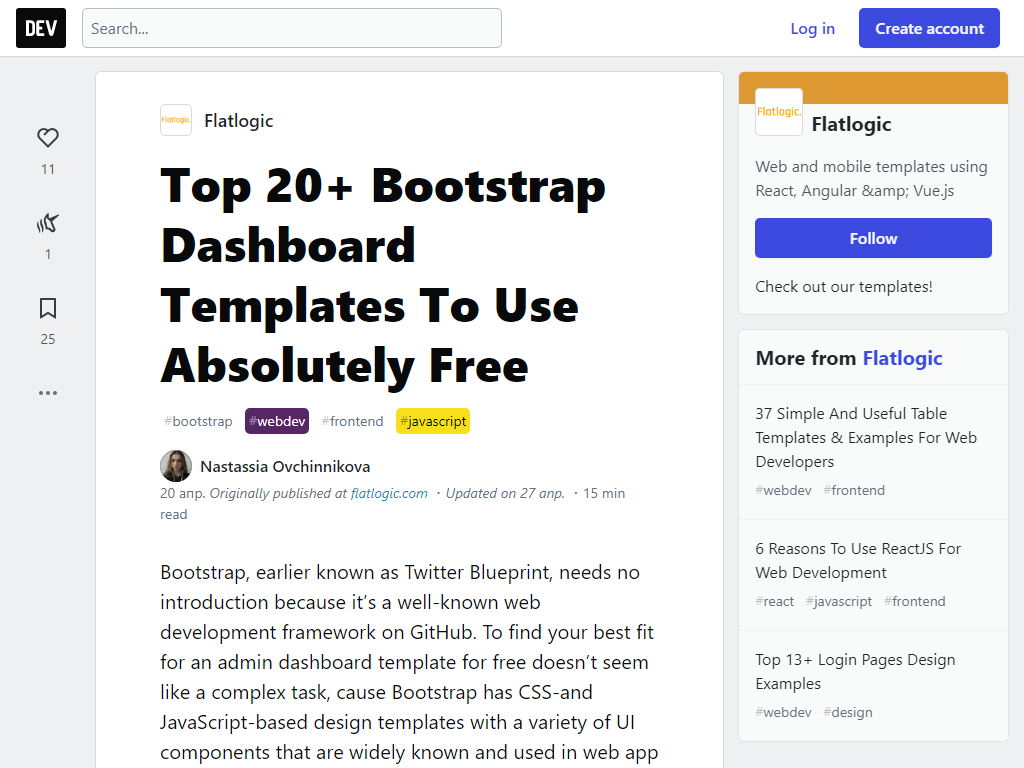 DEV
Search...
Log in
Create account
11
1
25
Flatlogic.
Flatlogic
Top 20+ Bootstrap
Dashboard
Templates To Use
Absolutely Free
#bootstrap #webdev #frontend #javascript
Nastassia Ovchinnikova
20 апр. Originally published at flatlogic.com ・Updated on 27 апр. ・15 min
read
Bootstrap, earlier known as Twitter Blueprint, needs no
introduction because it’s a well-known web
development framework on GitHub. To find your best fit
for an admin dashboard template for free doesn’t seem
like a complex task, cause Bootstrap has CSS-and
JavaScript-based design templates with a variety of UI
components that are widely known and used in web app
Flatlogic.
Flatlogic
Web and mobile templates using
React, Angular &amp; Vue.js
Follow
Check out our templates!
More from Flatlogic
37 Simple And Useful Table
Templates & Examples For Web
Developers
#webdev #frontend
6 Reasons To Use ReactJS For
Web Development
#react #javascript #frontend
Top 13+ Login Pages Design
Examples
#webdev #design